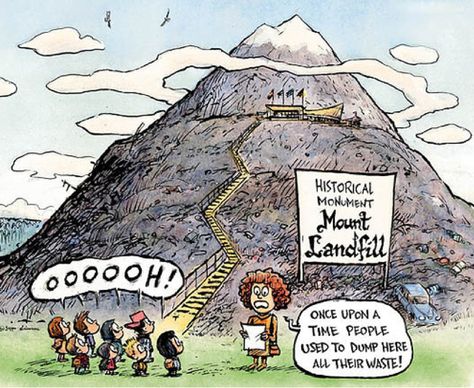 HISTORICAL
MONUMENT
Mount
Landfill
OOOOOH!
ONCE UPON A
TIME PEOPLE
USED TO DUMP HERE
ALL THEIR WASTE!